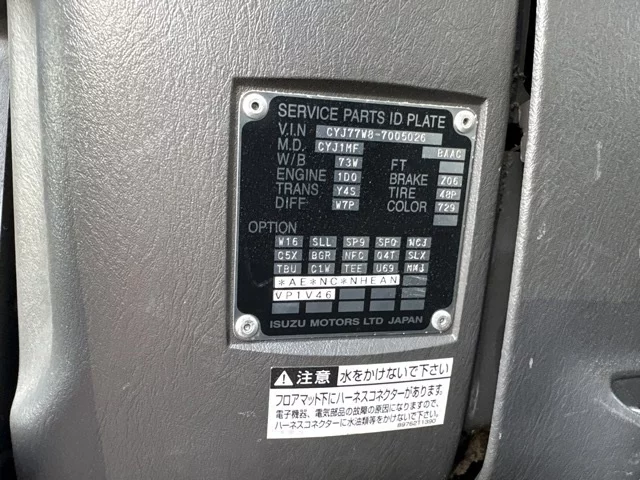 SERVICE PARTS ID PLATE
V.I.N CYJ77W8-7005026
M.D. CYJ1MF BAAC
W/B 73W FT
ENGINE 1D0 BRAKE Z06
TRANS Y4S TIRE 48P
DIFF W7P COLOR 729
OPTION
W16 SLL SP9 SPQ WCJ
C5X BGR NFC Q4T SLX
TBU C1W TEE U69 MMJ
*AE*NC*NHEAN
VP1V46
ISUZU MOTORS LTD JAPAN
注意 水をかけないで下さい
フロアマット下にハーネスコネクターがあります。
電子機器、電気部品の故障の原因になりますので、
ハーネスコネクターに水油類等をかけないで下さい。
8976211390